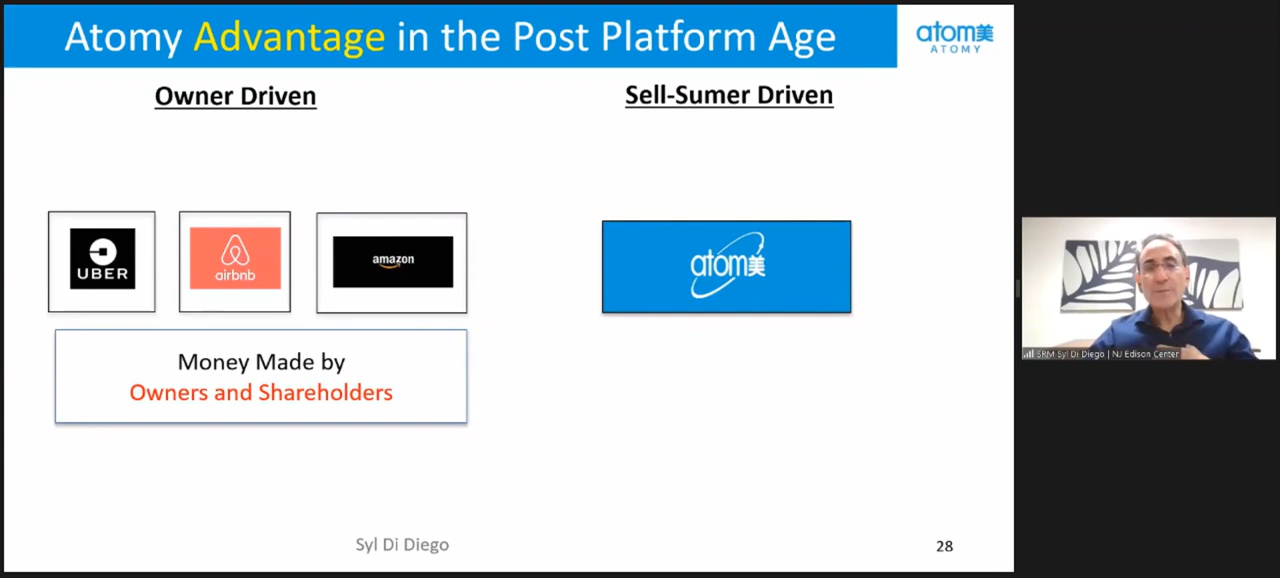 Atomy Advantage in the Post Platform Age
atom美
ATOMY
Owner Driven
Sell-Sumer Driven
UBER
airbnb
amazon
atom美
Money Made by
Owners and Shareholders
SRM Syl Di Diego | NJ Edison Center
Syl Di Diego
28